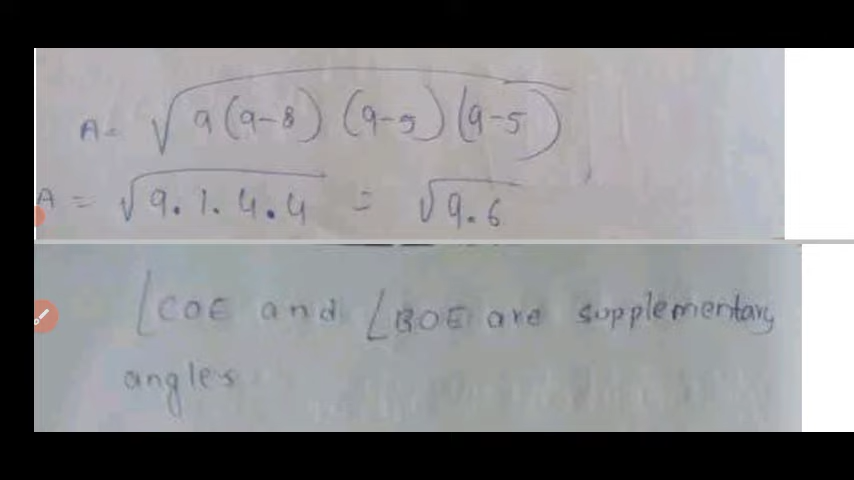 A = √9(9-8) (9-5)(9-5)
A = √9.1.4.4 = √9.6
∠COE and ∠BOE are supplementary
angles